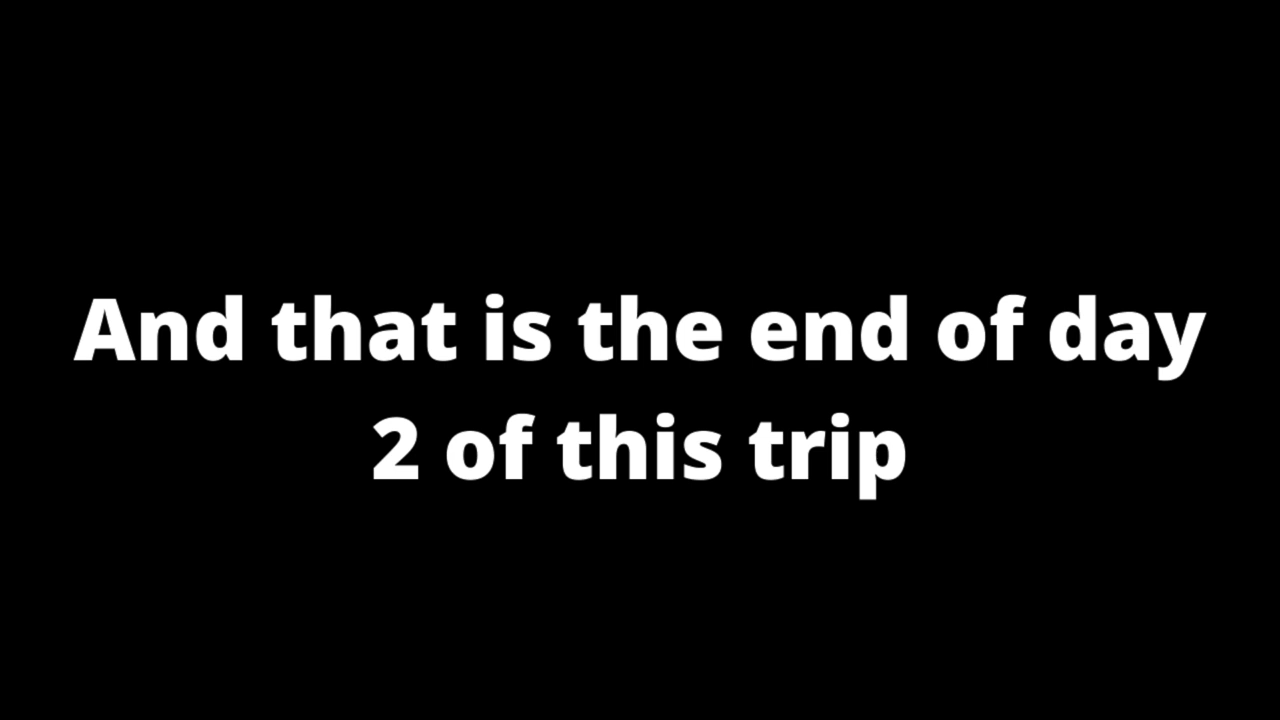 And that is the end of day
2 of this trip